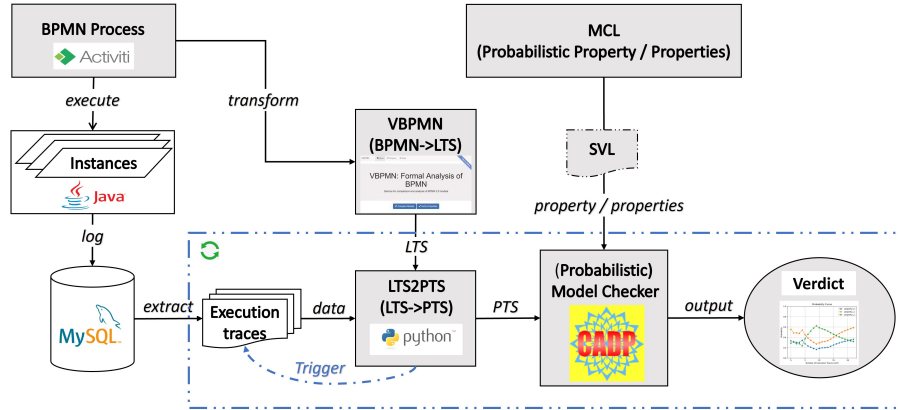 BPMN Process
Activiti
execute
transform
MCL
(Probabilistic Property / Properties)
VBPMN
(BPMN->LTS)
VBPMN: Formal Analysis of
BPMN
SVL
Instances
Java
property / properties
log
LTS
MySQL
extract
Execution
traces
data
LTS2PTS
(LTS->PTS)
python
Trigger
PTS
(Probabilistic)
Model Checker
CADP
output
Verdict